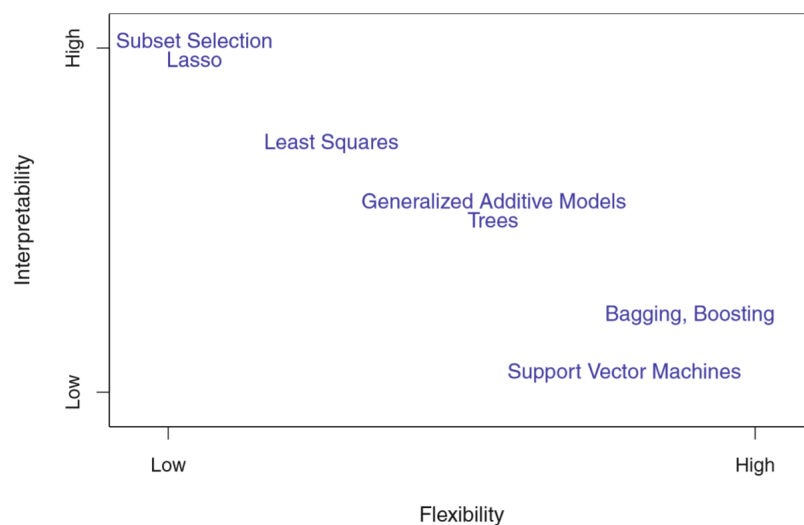 High
Subset Selection
Lasso
Least Squares
Interpretability
Generalized Additive Models
Trees
Bagging, Boosting
Support Vector Machines
Low
Low
High
Flexibility